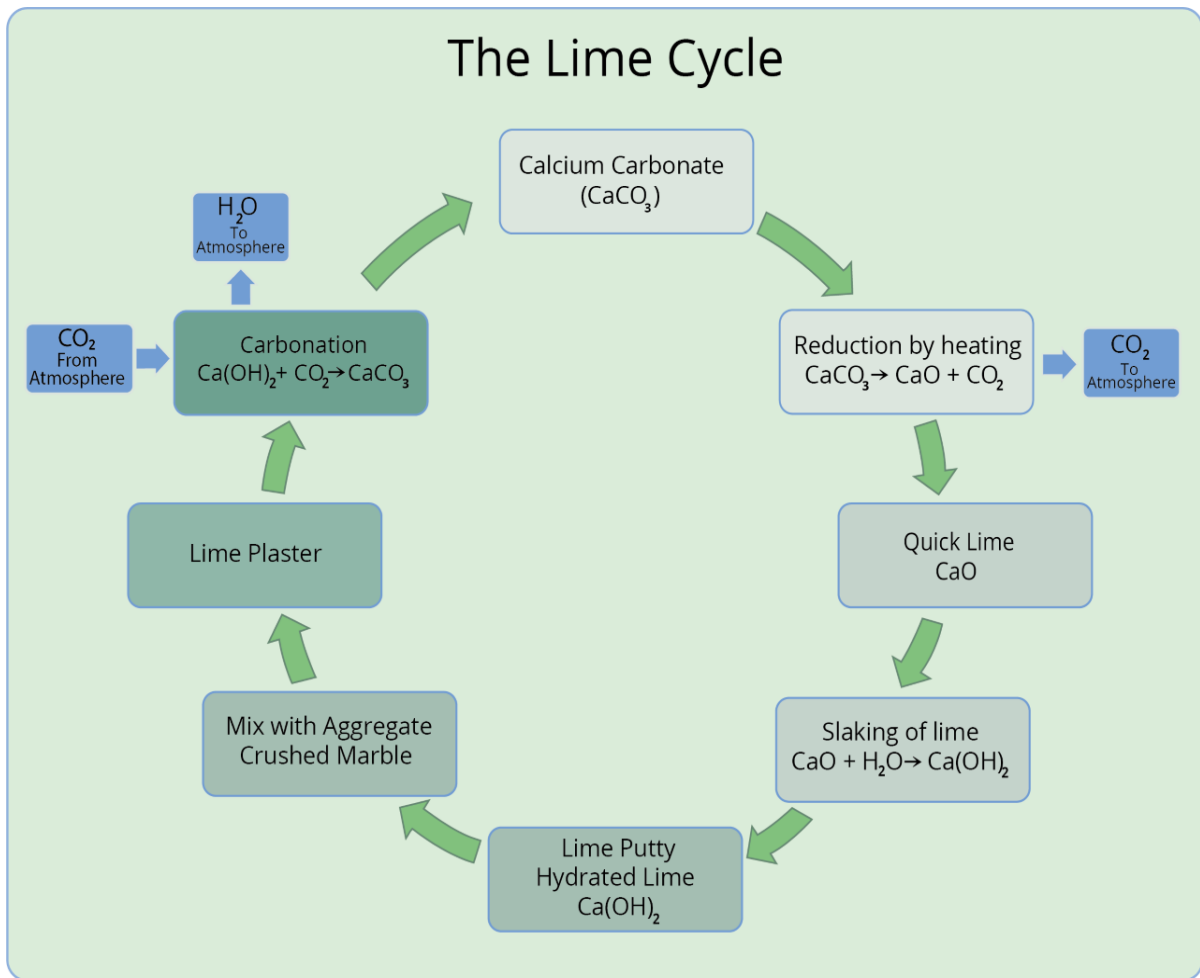 The Lime Cycle
Calcium Carbonate
(CaCO₃)
Reduction by heating
CaCO₃→ CaO + CO₂
CO₂
To
Atmosphere
Quick Lime
CaO
Slaking of lime
CaO + H₂O→ Ca(OH)₂
Lime Putty
Hydrated Lime
Ca(OH)₂
Mix with Aggregate
Crushed Marble
Lime Plaster
Carbonation
Ca(OH)₂+ CO₂→CaCO₃
CO₂
From
Atmosphere
H₂O
To
Atmosphere